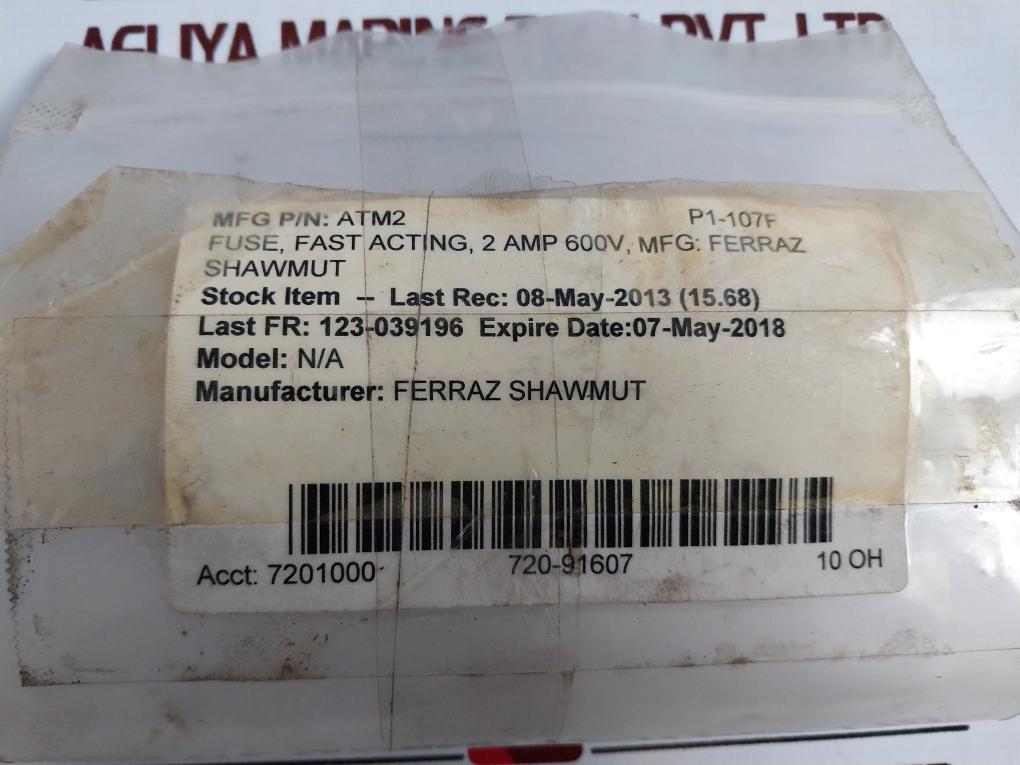 PVT. LTD
MFG P/N: ATM2 P1-107F
FUSE, FAST ACTING, 2 AMP 600V, MFG: FERRAZ
SHAWMUT
Stock Item -- Last Rec: 08-May-2013 (15.68)
Last FR: 123-039196 Expire Date:07-May-2018
Model: N/A
Manufacturer: FERRAZ SHAWMUT
Acct: 7201000 720-91607 10 OH